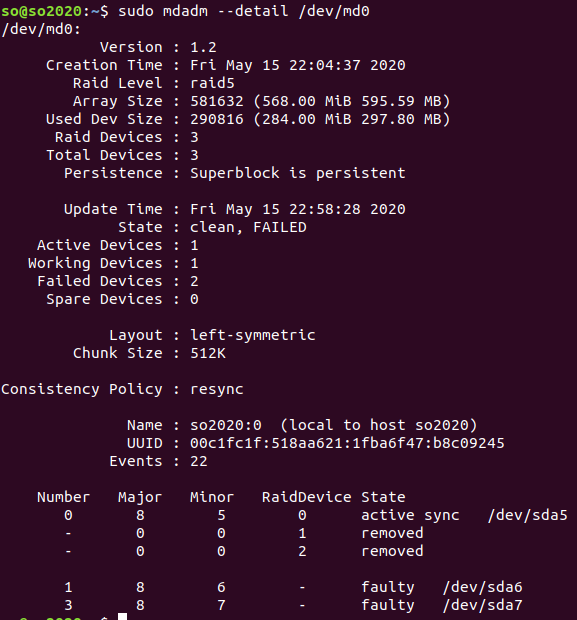 so@so2020:~$ sudo mdadm --detail /dev/md0
/dev/md0:
Version : 1.2
Creation Time : Fri May 15 22:04:37 2020
Raid Level : raid5
Array Size : 581632 (568.00 MiB 595.59 MB)
Used Dev Size : 290816 (284.00 MiB 297.80 MB)
Raid Devices : 3
Total Devices : 3
Persistence : Superblock is persistent
Update Time : Fri May 15 22:58:28 2020
State : clean, FAILED
Active Devices : 1
Working Devices : 1
Failed Devices : 2
Spare Devices : 0
Layout : left-symmetric
Chunk Size : 512K
Consistency Policy : resync
Name : so2020:0 (local to host so2020)
UUID : 00c1fc1f:518aa621:1fba6f47:b8c09245
Events : 22
Number Major Minor RaidDevice State
0 8 5 0 active sync /dev/sda5
- 0 0 1 removed
- 0 0 2 removed
1 8 6 - faulty /dev/sda6
3 8 7 - faulty /dev/sda7